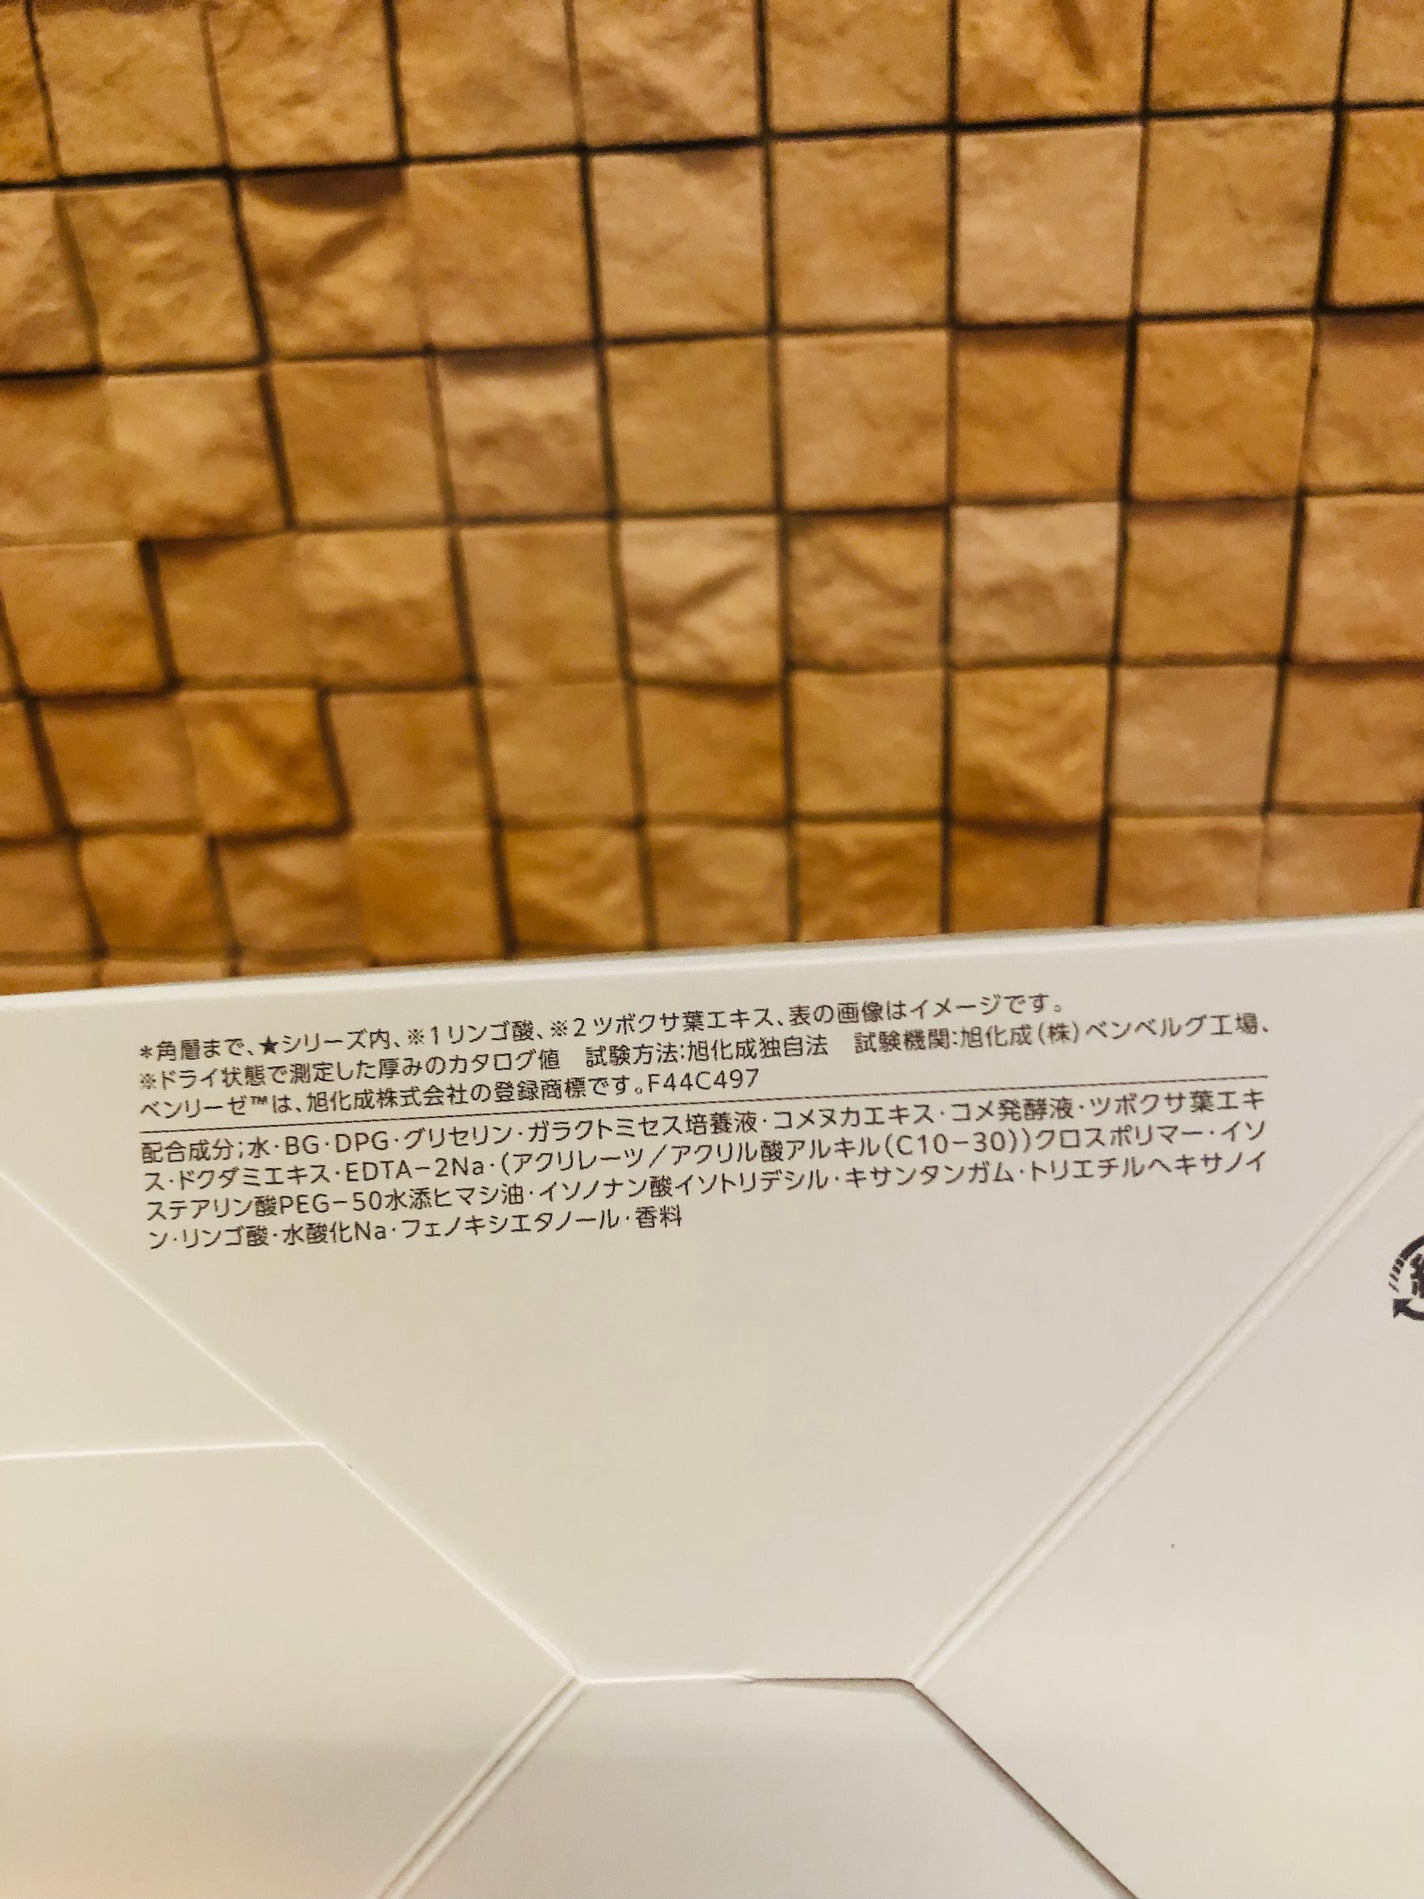 *角層まで、★シリーズ内、※1リンゴ酸、※2ツボクサ葉エキス、表の画像はイメージです。
※ドライ状態で測定した厚みのカタログ値　試験方法:旭化成独自法　試験機関:旭化成(株)ベンベルグ工場、
ベンリーゼ™は、旭化成株式会社の登録商標です。F44C497
配合成分;水・BG・DPG・グリセリン・ガラクトミセス培養液・コメヌカエキス・コメ発酵液・ツボクサ葉エキ
ス・ドクダミエキス・EDTA-2Na・(アクリレーツ/アクリル酸アルキル(C10-30))クロスポリマー・イソ
ステアリン酸PEG-50水添ヒマシ油・イソノナン酸イソトリデシル・キサンタンガム・トリエチルヘキサノイ
ン・リンゴ酸・水酸化Na・フェノキシエタノール・香料